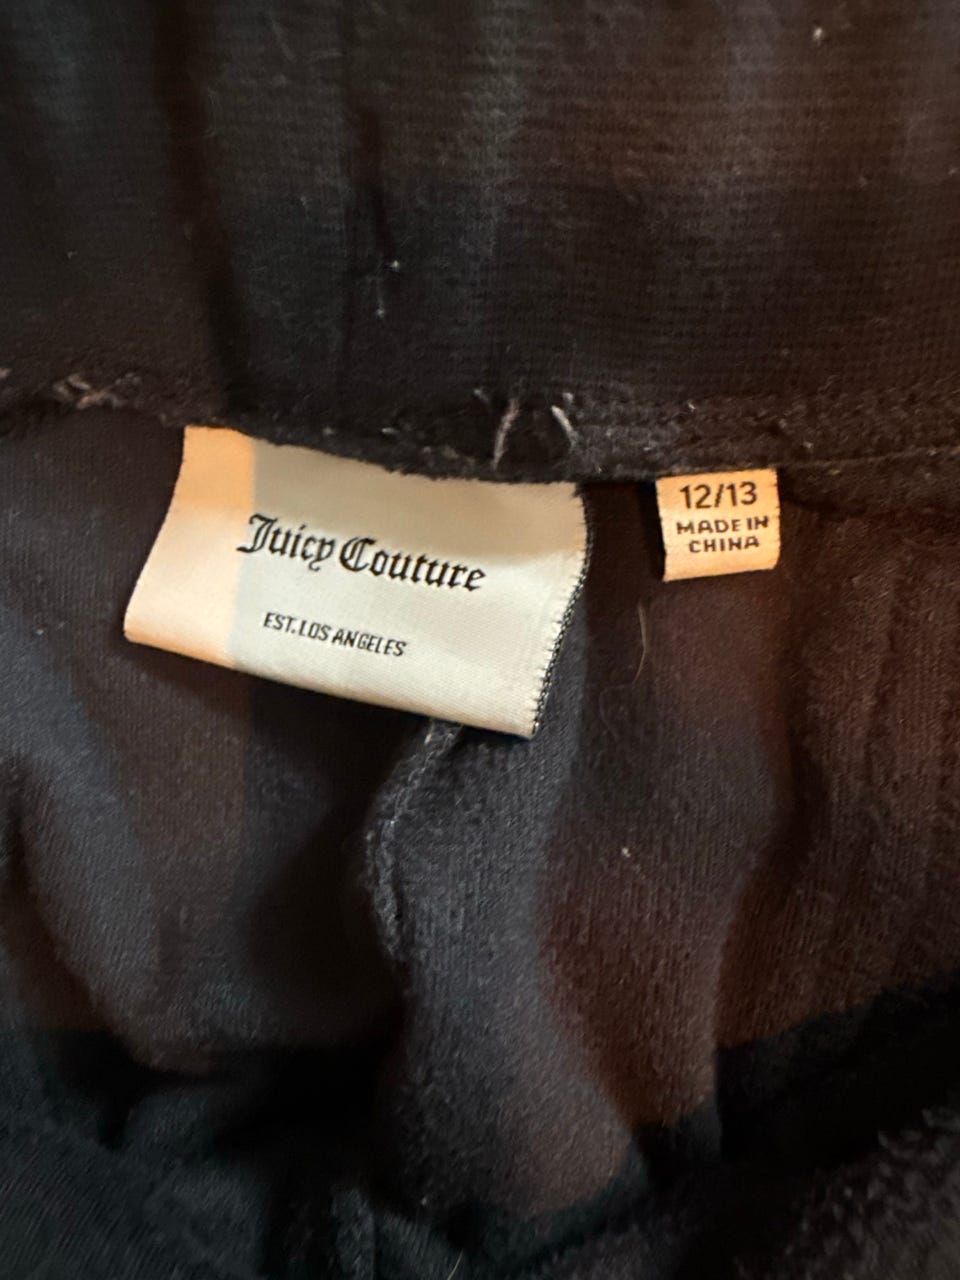 Juicy Couture
EST. LOS ANGELES
12/13
MADE IN
CHINA